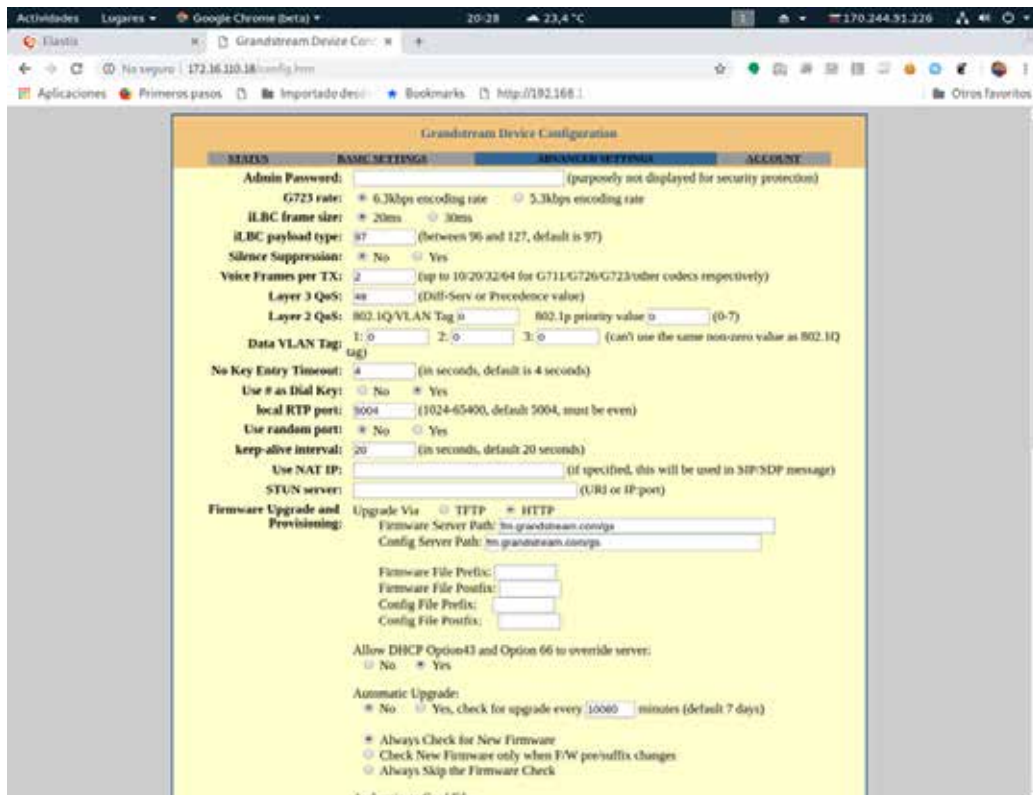 Actividades Lugares Google Chrome (beta) 20:28 23,4 °C 1 170.244.91.226
Elastix Grandstream Device Con
No seguro 172.16.110.16/config.htm
Aplicaciones Primeros pasos Importado desde Bookmarks http://192.168.1 Otros favoritos
Grandstream Device Configuration
STATUS BASIC SETTINGS ADVANCED SETTINGS ACCOUNT
Admin Password: (purposely not displayed for security protection)
G723 rate: 6.3kbps encoding rate 5.3kbps encoding rate
iLBC frame size: 20ms 30ms
iLBC payload type: 97 (between 96 and 127, default is 97)
Silence Suppression: No Yes
Voice Frames per TX: 2 (up to 10/20/32/64 for G711/G726/G723/other codecs respectively)
Layer 3 QoS: 48 (Diff-Serv or Precedence value)
Layer 2 QoS: 802.1Q/VLAN Tag 0 802.1p priority value 0 (0-7)
Data VLAN Tag: 1: 0 2: 0 3: 0 (can't use the same non-zero value as 802.1Q
tag)
No Key Entry Timeout: 4 (in seconds, default is 4 seconds)
Use # as Dial Key: No Yes
local RTP port: 5004 (1024-65400, default 5004, must be even)
Use random port: No Yes
keep-alive interval: 20 (in seconds, default 20 seconds)
Use NAT IP: (if specified, this will be used in SIP/SDP message)
STUN server: (URI or IP:port)
Firmware Upgrade and Upgrade Via TFTP HTTP
Provisioning: Firmware Server Path: fm.grandstream.com/gs
Config Server Path: fm.grandstream.com/gs
Firmware File Prefix:
Firmware File Postfix:
Config File Prefix:
Config File Postfix:
Allow DHCP Option43 and Option 66 to override server:
No Yes
Automatic Upgrade:
No Yes, check for upgrade every 10080 minutes (default 7 days)
Always Check for New Firmware
Check New Firmware only when F/W pre/suffix changes
Always Skip the Firmware Check